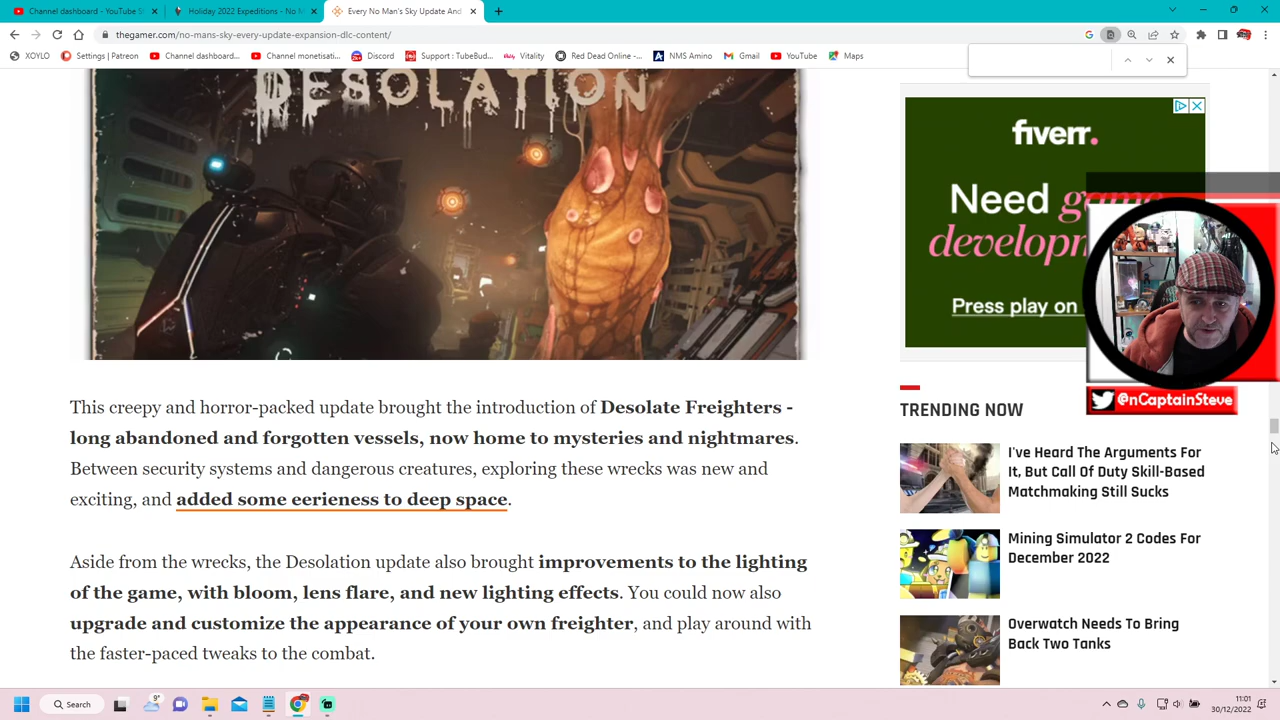 Channel dashboard - YouTube S
Holiday 2022 Expeditions - No M
Every No Man's Sky Update And
thegamer.com/no-mans-sky-every-update-expansion-dlc-content/
XOYLO
Settings | Patreon
Channel dashboard...
Channel monetisati...
Discord
Support : TubeBud...
Vitality
Red Dead Online -...
NMS Amino
Gmail
YouTube
Maps
DESOLATION
This creepy and horror-packed update brought the introduction of Desolate Freighters -
long abandoned and forgotten vessels, now home to mysteries and nightmares.
Between security systems and dangerous creatures, exploring these wrecks was new and
exciting, and added some eerieness to deep space.
Aside from the wrecks, the Desolation update also brought improvements to the lighting
of the game, with bloom, lens flare, and new lighting effects. You could now also
upgrade and customize the appearance of your own freighter, and play around with
the faster-paced tweaks to the combat.
fiverr.
Need game
developm
Press play on
@nCaptainSteve
TRENDING NOW
I've Heard The Arguments For
It, But Call Of Duty Skill-Based
Matchmaking Still Sucks
Mining Simulator 2 Codes For
December 2022
Overwatch Needs To Bring
Back Two Tanks
9°
Search
11:01
30/12/2022